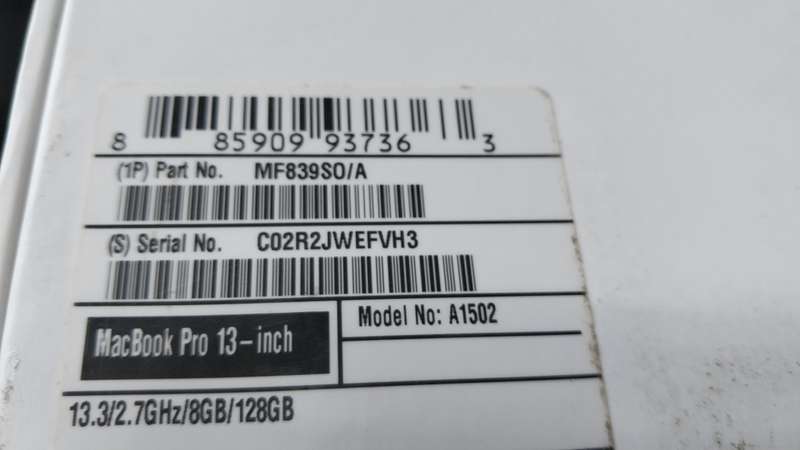 8 85909 93736 3
(1P) Part No. MF839SO/A
(S) Serial No. C02R2JWEFVH3
MacBook Pro 13-inch
Model No: A1502
13.3/2.7GHz/8GB/128GB